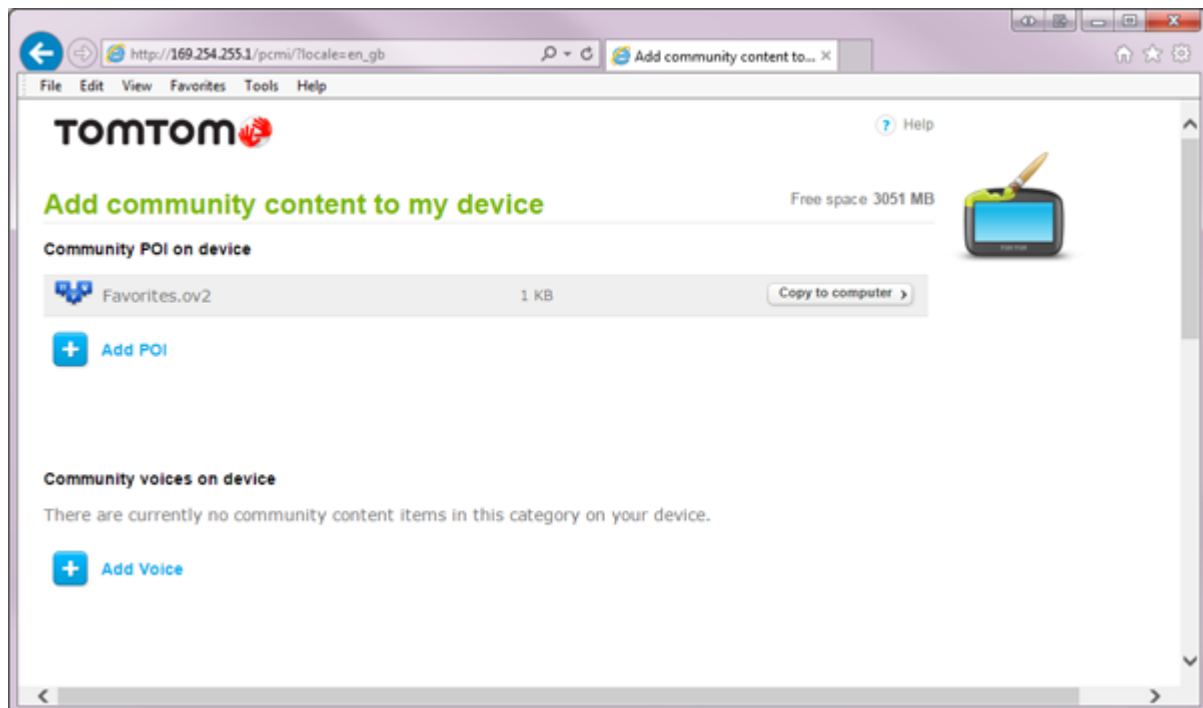 http://169.254.255.1/pcmi/?locale=en_gb
Add community content to...
File Edit View Favorites Tools Help
TOMTOM
? Help
Add community content to my device
Free space 3051 MB
Community POI on device
Favorites.ov2 1 KB Copy to computer
Add POI
Community voices on device
There are currently no community content items in this category on your device.
Add Voice